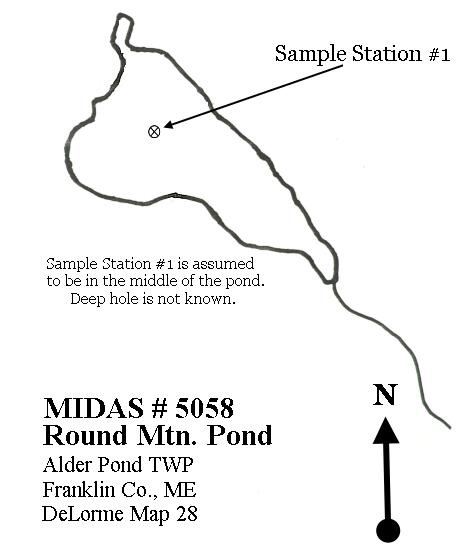 Sample Station #1
Sample Station #1 is assumed
to be in the middle of the pond.
Deep hole is not known.
N
MIDAS # 5058
Round Mtn. Pond
Alder Pond TWP
Franklin Co., ME
DeLorme Map 28